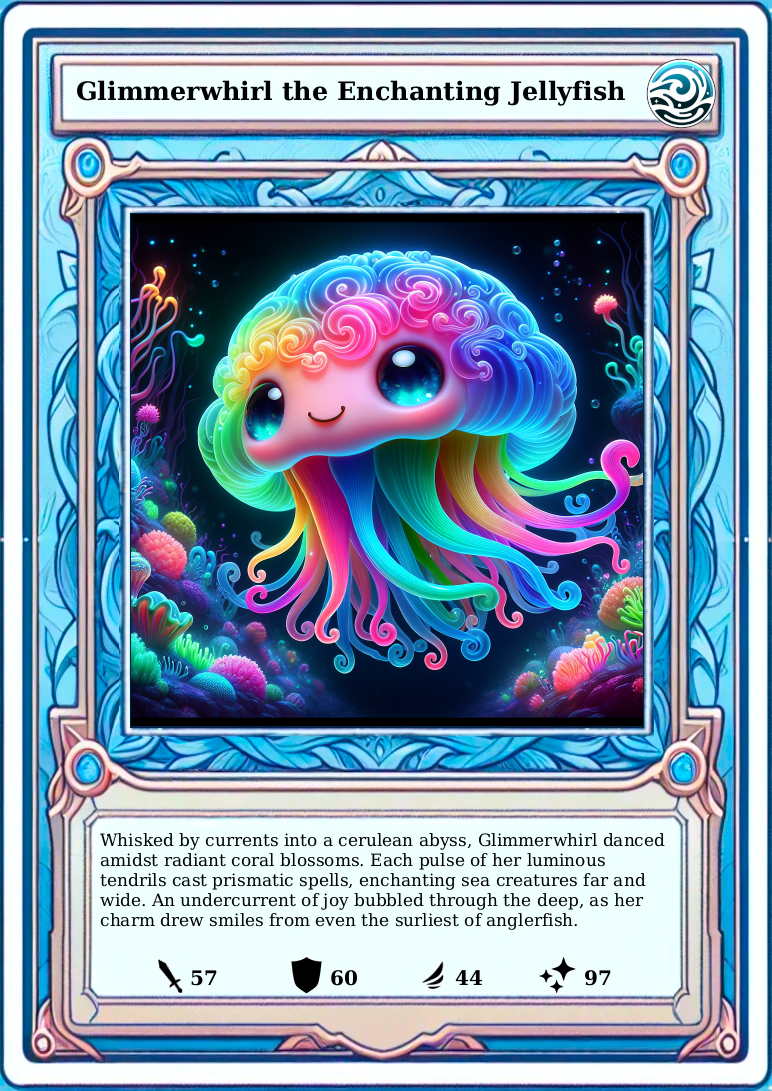 Glimmerwhirl the Enchanting Jellyfish
Whisked by currents into a cerulean abyss, Glimmerwhirl danced
amidst radiant coral blossoms. Each pulse of her luminous
tendrils cast prismatic spells, enchanting sea creatures far and
wide. An undercurrent of joy bubbled through the deep, as her
charm drew smiles from even the surliest of anglerfish.
57 60 44 97